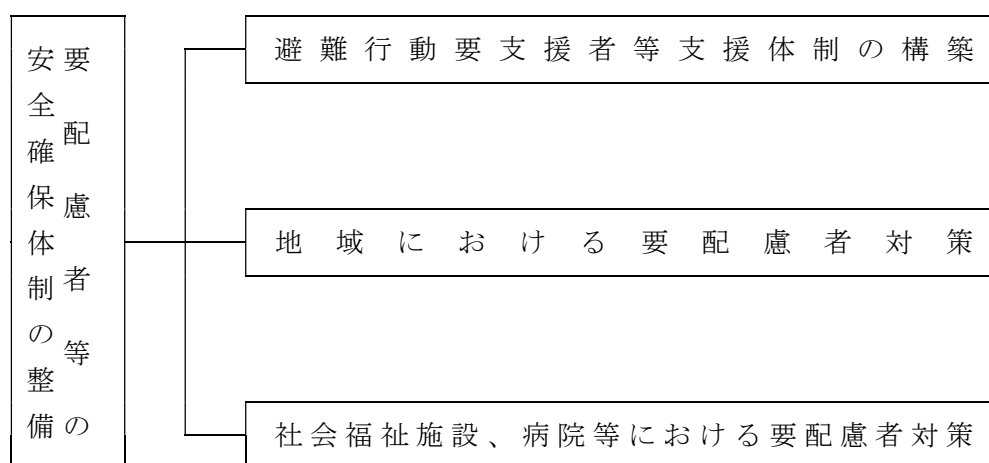 要配慮者等の
安全確保体制の整備
避難行動要支援者等支援体制の構築
地域における要配慮者対策
社会福祉施設、病院等における要配慮者対策